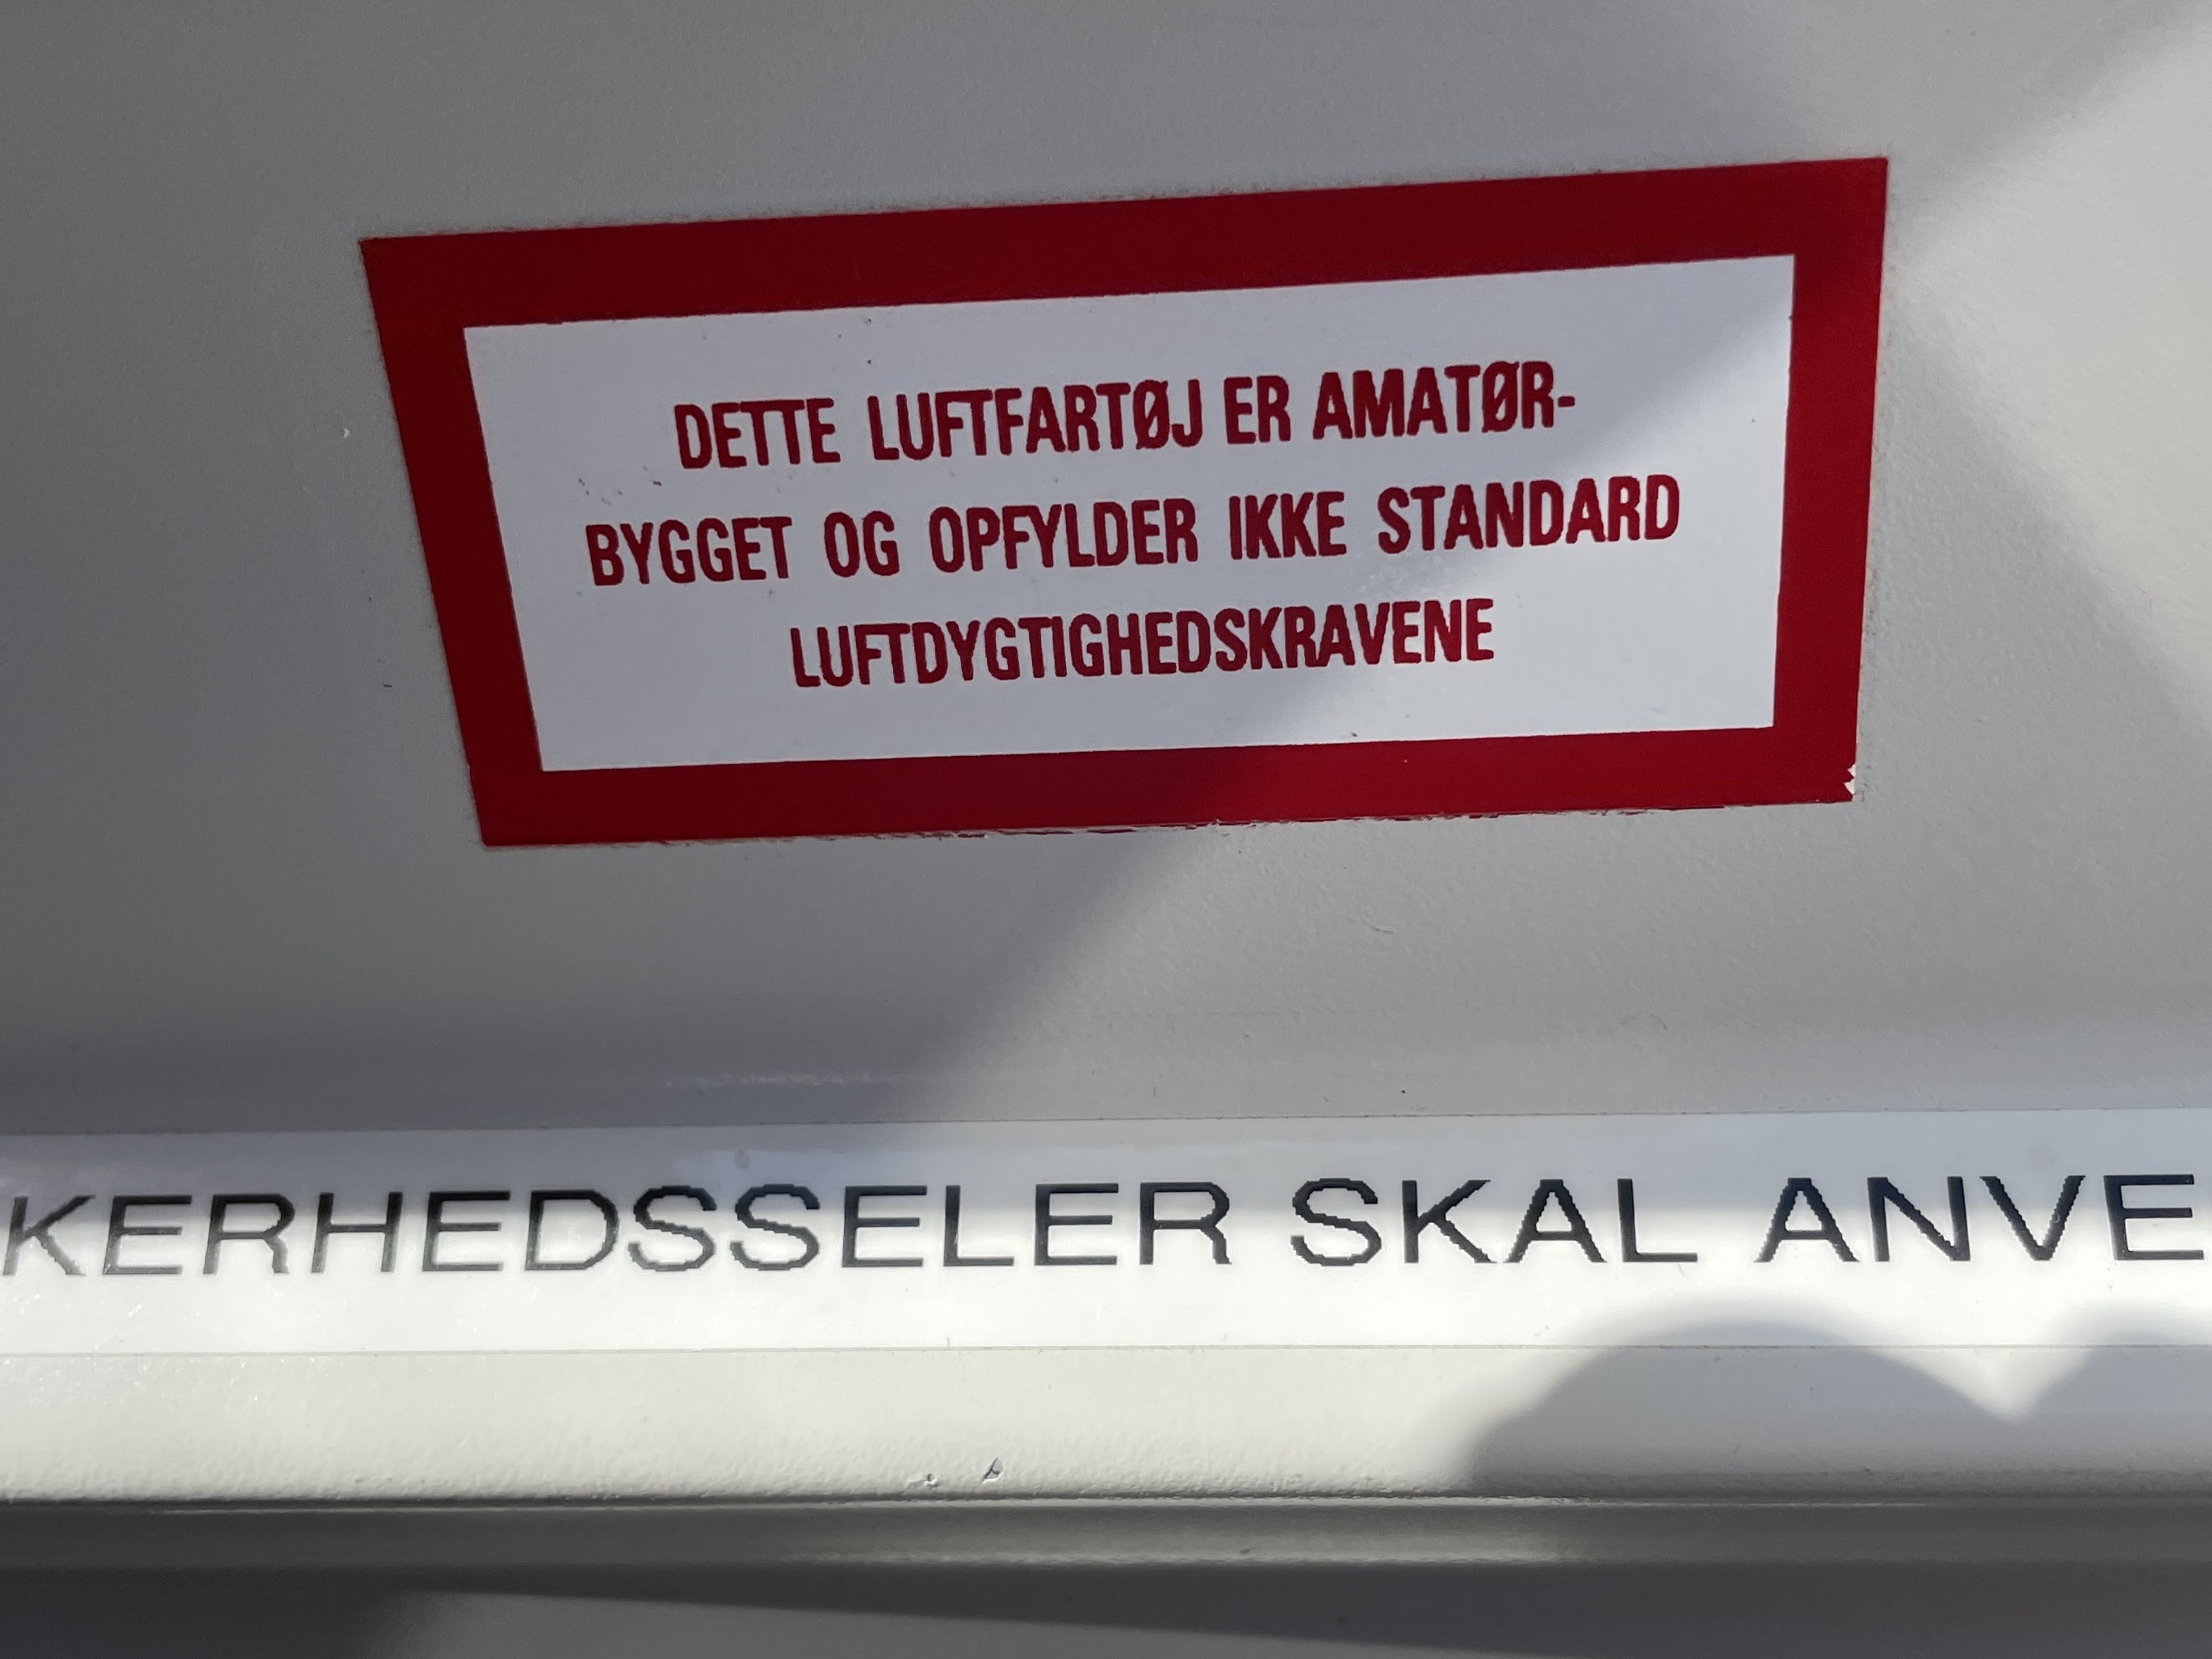 DETTE LUFTFARTØJ ER AMATØR-
BYGGET OG OPFYLDER IKKE STANDARD
LUFTDYGTIGHEDSKRAVENE
KERHEDSSELER SKAL ANVE